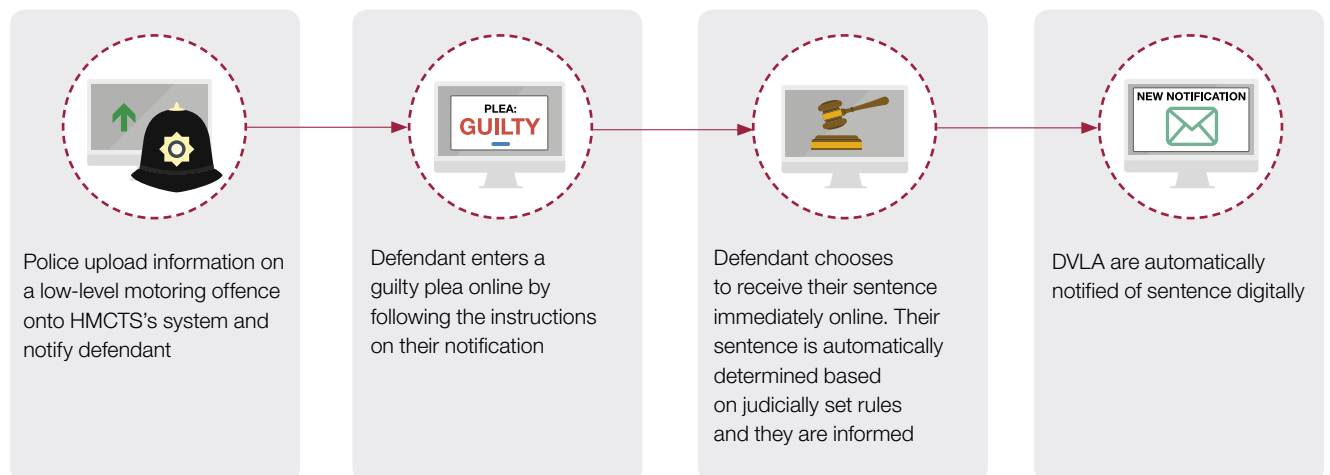 Police upload information on
a low-level motoring offence
onto HMCTS's system and
notify defendant
PLEA:
GUILTY
Defendant enters a
guilty plea online by
following the instructions
on their notification
Defendant chooses
to receive their sentence
immediately online. Their
sentence is automatically
determined based
on judicially set rules
and they are informed
NEW NOTIFICATION
DVLA are automatically
notified of sentence digitally